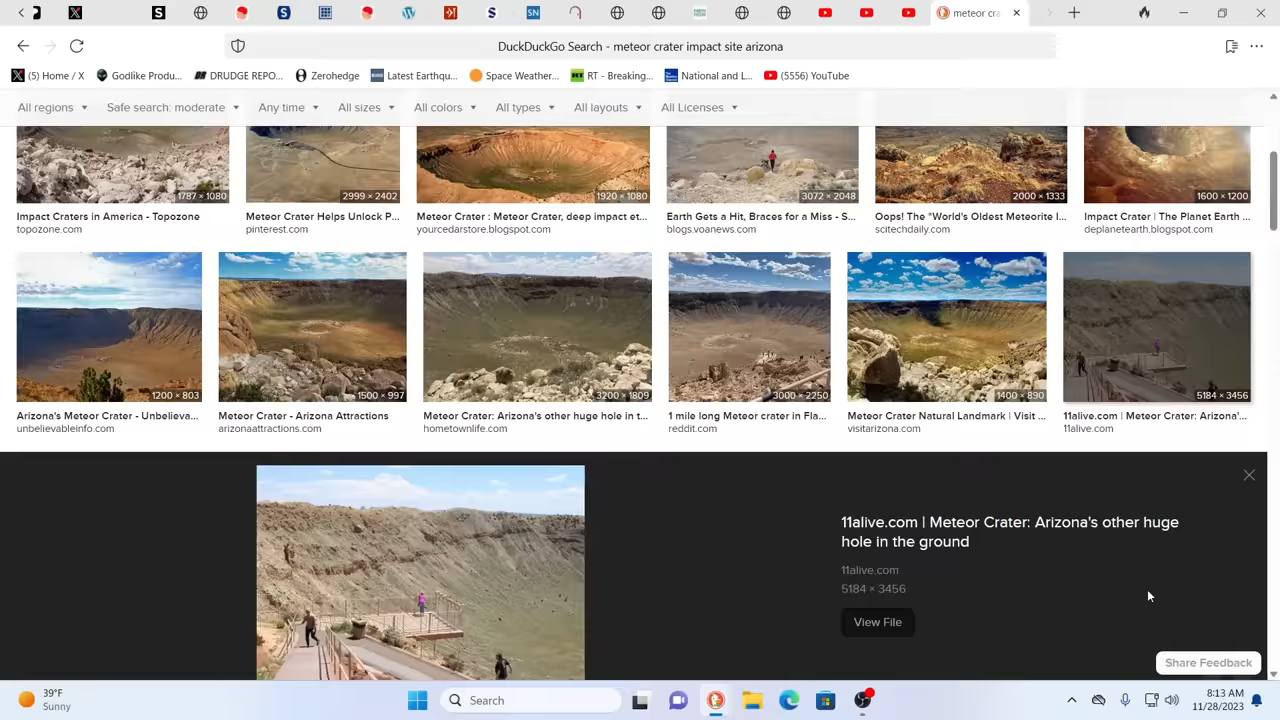 S
S
S
SN
meteor cra
DuckDuckGo Search - meteor crater impact site arizona
(5) Home / X
Godlike Produ...
DRUDGE REPO...
Zerohedge
Latest Earthqu...
Space Weather...
RT - Breaking...
National and L...
(5556) YouTube
All regions
Safe search: moderate
Any time
All sizes
All colors
All types
All layouts
All Licenses
1787 × 1080
2999 × 2402
1920 × 1080
3072 × 2048
2000 × 1333
1600 × 1200
Impact Craters in America - Topozone
topozone.com
Meteor Crater Helps Unlock P...
pinterest.com
Meteor Crater : Meteor Crater, deep impact et...
yourcedarstore.blogspot.com
Earth Gets a Hit, Braces for a Miss - S...
blogs.voanews.com
Oops! The "World's Oldest Meteorite I...
scitechdaily.com
Impact Crater | The Planet Earth ...
deplanetearth.blogspot.com
1200 × 803
1500 × 997
3200 × 1809
3000 × 2250
1400 × 890
5184 × 3456
Arizona's Meteor Crater - Unbelieva...
unbelievableinfo.com
Meteor Crater - Arizona Attractions
arizonaattractions.com
Meteor Crater: Arizona's other huge hole in t...
hometownlife.com
1 mile long Meteor crater in Fla...
reddit.com
Meteor Crater Natural Landmark | Visit ...
visitarizona.com
11alive.com | Meteor Crater: Arizona'...
11alive.com
11alive.com | Meteor Crater: Arizona's other huge
hole in the ground
11alive.com
5184 × 3456
View File
Share Feedback
39°F
Sunny
Search
8:13 AM
11/28/2023